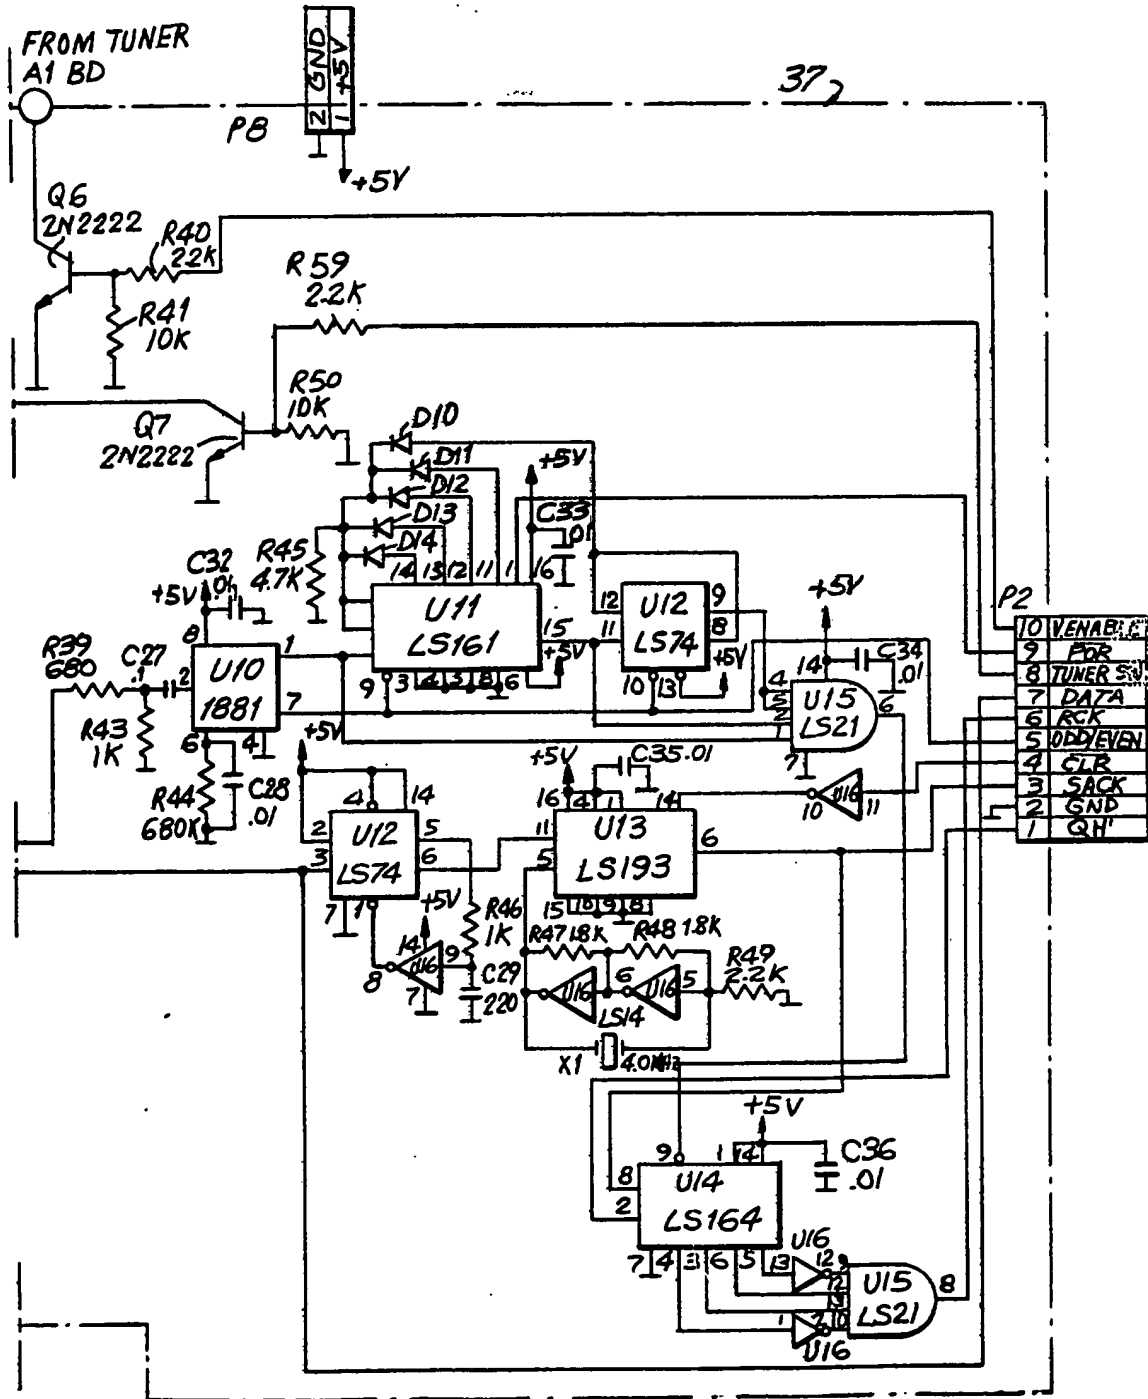 FROM TUNER
A1 BD
2 GND
1 +5V
37
P8
+5V
Q6
2N2222
R40
22K
R59
2.2K
R41
10K
R50
10K
Q7
2N2222
D10
D11
D12
D13
D14
+5V
C33
.01
R45
4.7K
14 13 12 11 1 16
U11
LS161
15
+5V
9 3 4 5 8 6
C32
.01
+5V
8
R39
680
C.27
.1
2
U10
1881
1
7
6
4
R43
1K
R44
680K
C28
.01
12
11
U12
LS74
9
8
10 13
+5V
+5V
14
C34
.01
4
5
2
1
U15
LS21
6
7
P2
10 V.ENABLE
9
8 TUNER SW
7 DATA
6 RCK
5 ODD/EVEN
4 CLR
3 SACK
2 GND
1 QH'
+5V
4
14
2
3
U12
LS74
5
6
7
1
+5V
C35 .01
16 4 1 14
11
5
U13
LS193
6
15 10 9 8
10 U16 11
R46
1K
+5V
14
8 U16 9
7
C29
220
R47 1.8K
R48 1.8K
R49
2.2K
U16
6
U16
5
LS14
X1
4.0MHz
+5V
C36
.01
9
1 14
8
2
U14
LS164
7 4 3 6 5 13
U16
12
9
12
10
U15
LS21
8
1
2
U16